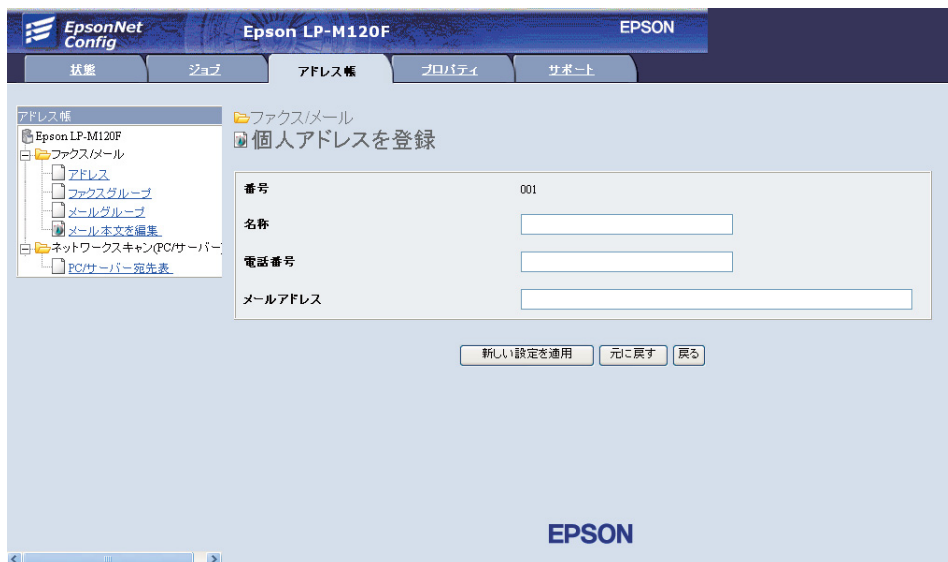 EpsonNet
Config
Epson LP-M120F
EPSON
状態
ジョブ
アドレス帳
プロパティ
サポート
アドレス帳
Epson LP-M120F
ファクス/メール
アドレス
ファクスグループ
メールグループ
メール本文を編集
ネットワークスキャン(PC/サーバー
PC/サーバー宛先表
ファクス/メール
個人アドレスを登録
番号 001
名称
電話番号
メールアドレス
新しい設定を適用 元に戻す 戻る
EPSON